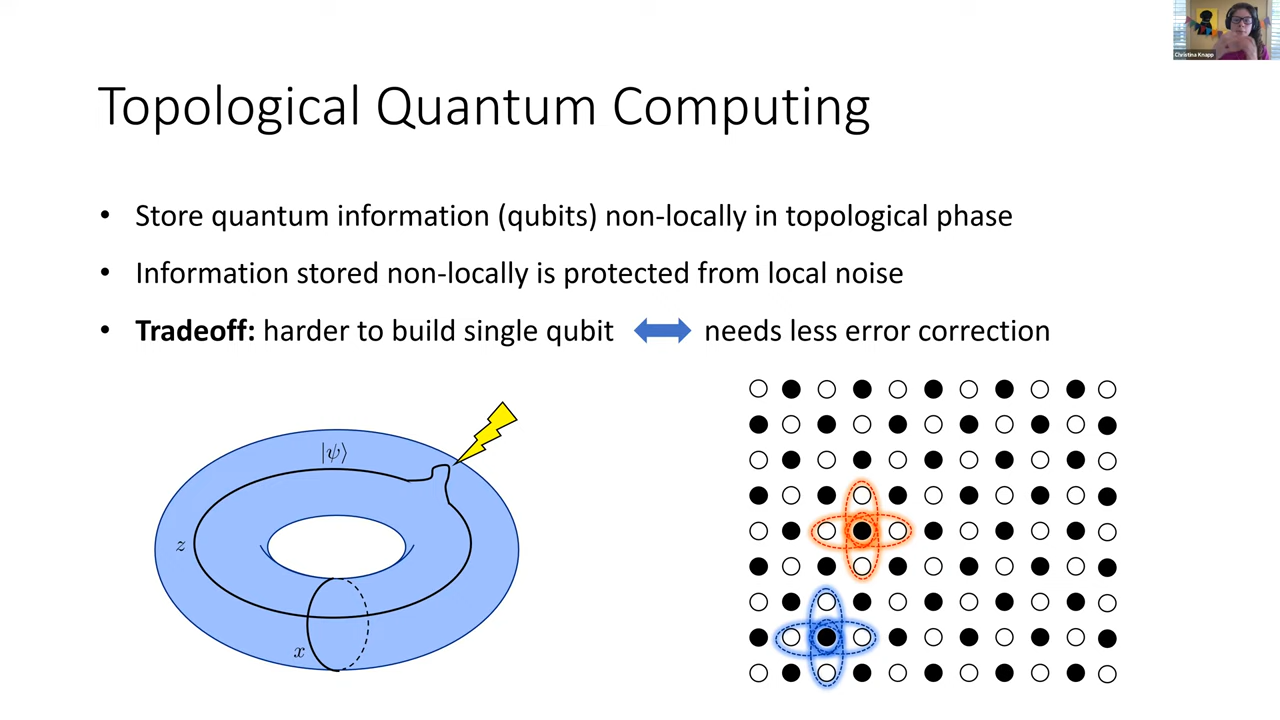 Christina Knapp
Topological Quantum Computing
• Store quantum information (qubits) non-locally in topological phase
• Information stored non-locally is protected from local noise
• Tradeoff: harder to build single qubit needs less error correction
|ψ⟩
z
x